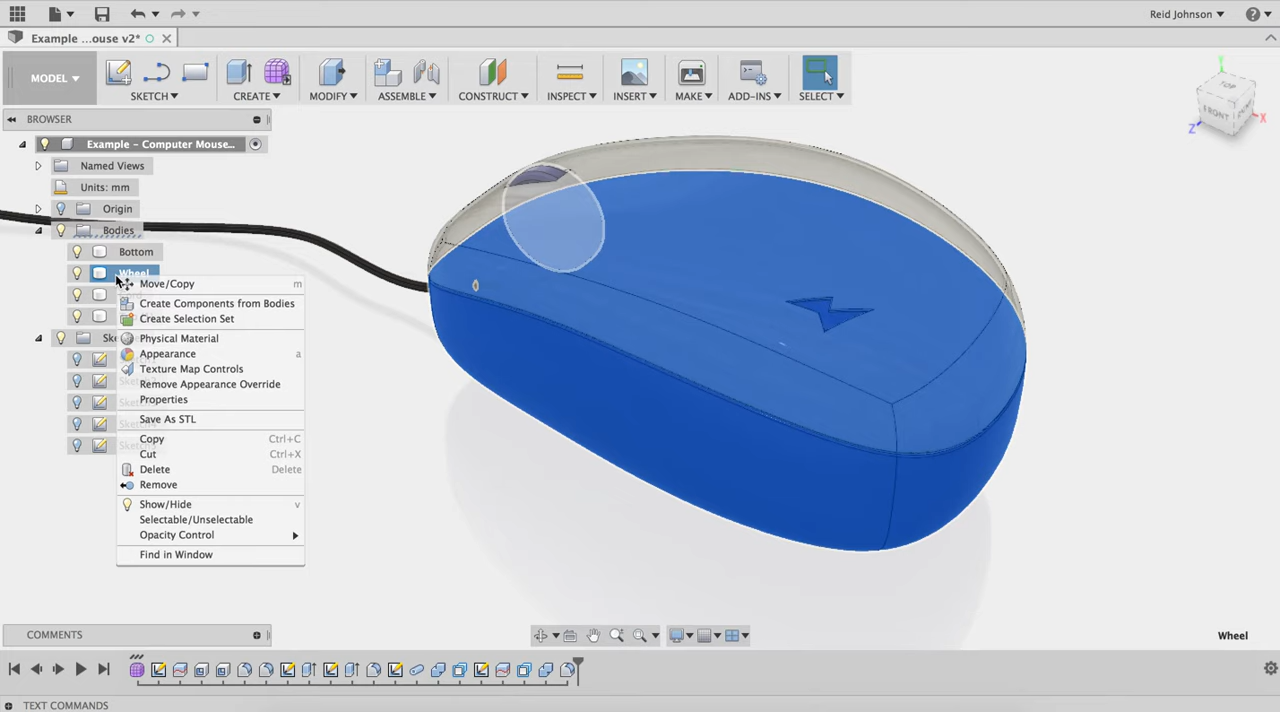 Reid Johnson
Example ...ouse v2*
MODEL
SKETCH
CREATE
MODIFY
ASSEMBLE
CONSTRUCT
INSPECT
INSERT
MAKE
ADD-INS
SELECT
BROWSER
Example - Computer Mouse...
Named Views
Units: mm
Origin
Bodies
Bottom
Wheel
Move/Copy m
Create Components from Bodies
Create Selection Set
Physical Material
Appearance a
Texture Map Controls
Remove Appearance Override
Properties
Save As STL
Copy Ctrl+C
Cut Ctrl+X
Delete Delete
Remove
Show/Hide v
Selectable/Unselectable
Opacity Control
Find in Window
TOP
FRONT
Y
X
Z
COMMENTS
Wheel
TEXT COMMANDS